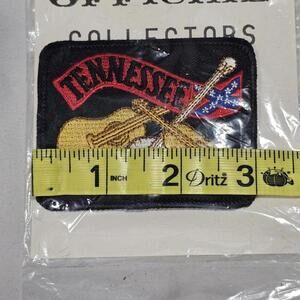 OFFICIAL
COLLECTORS
TENNESSEE
1 INCH 2 Dritz 3